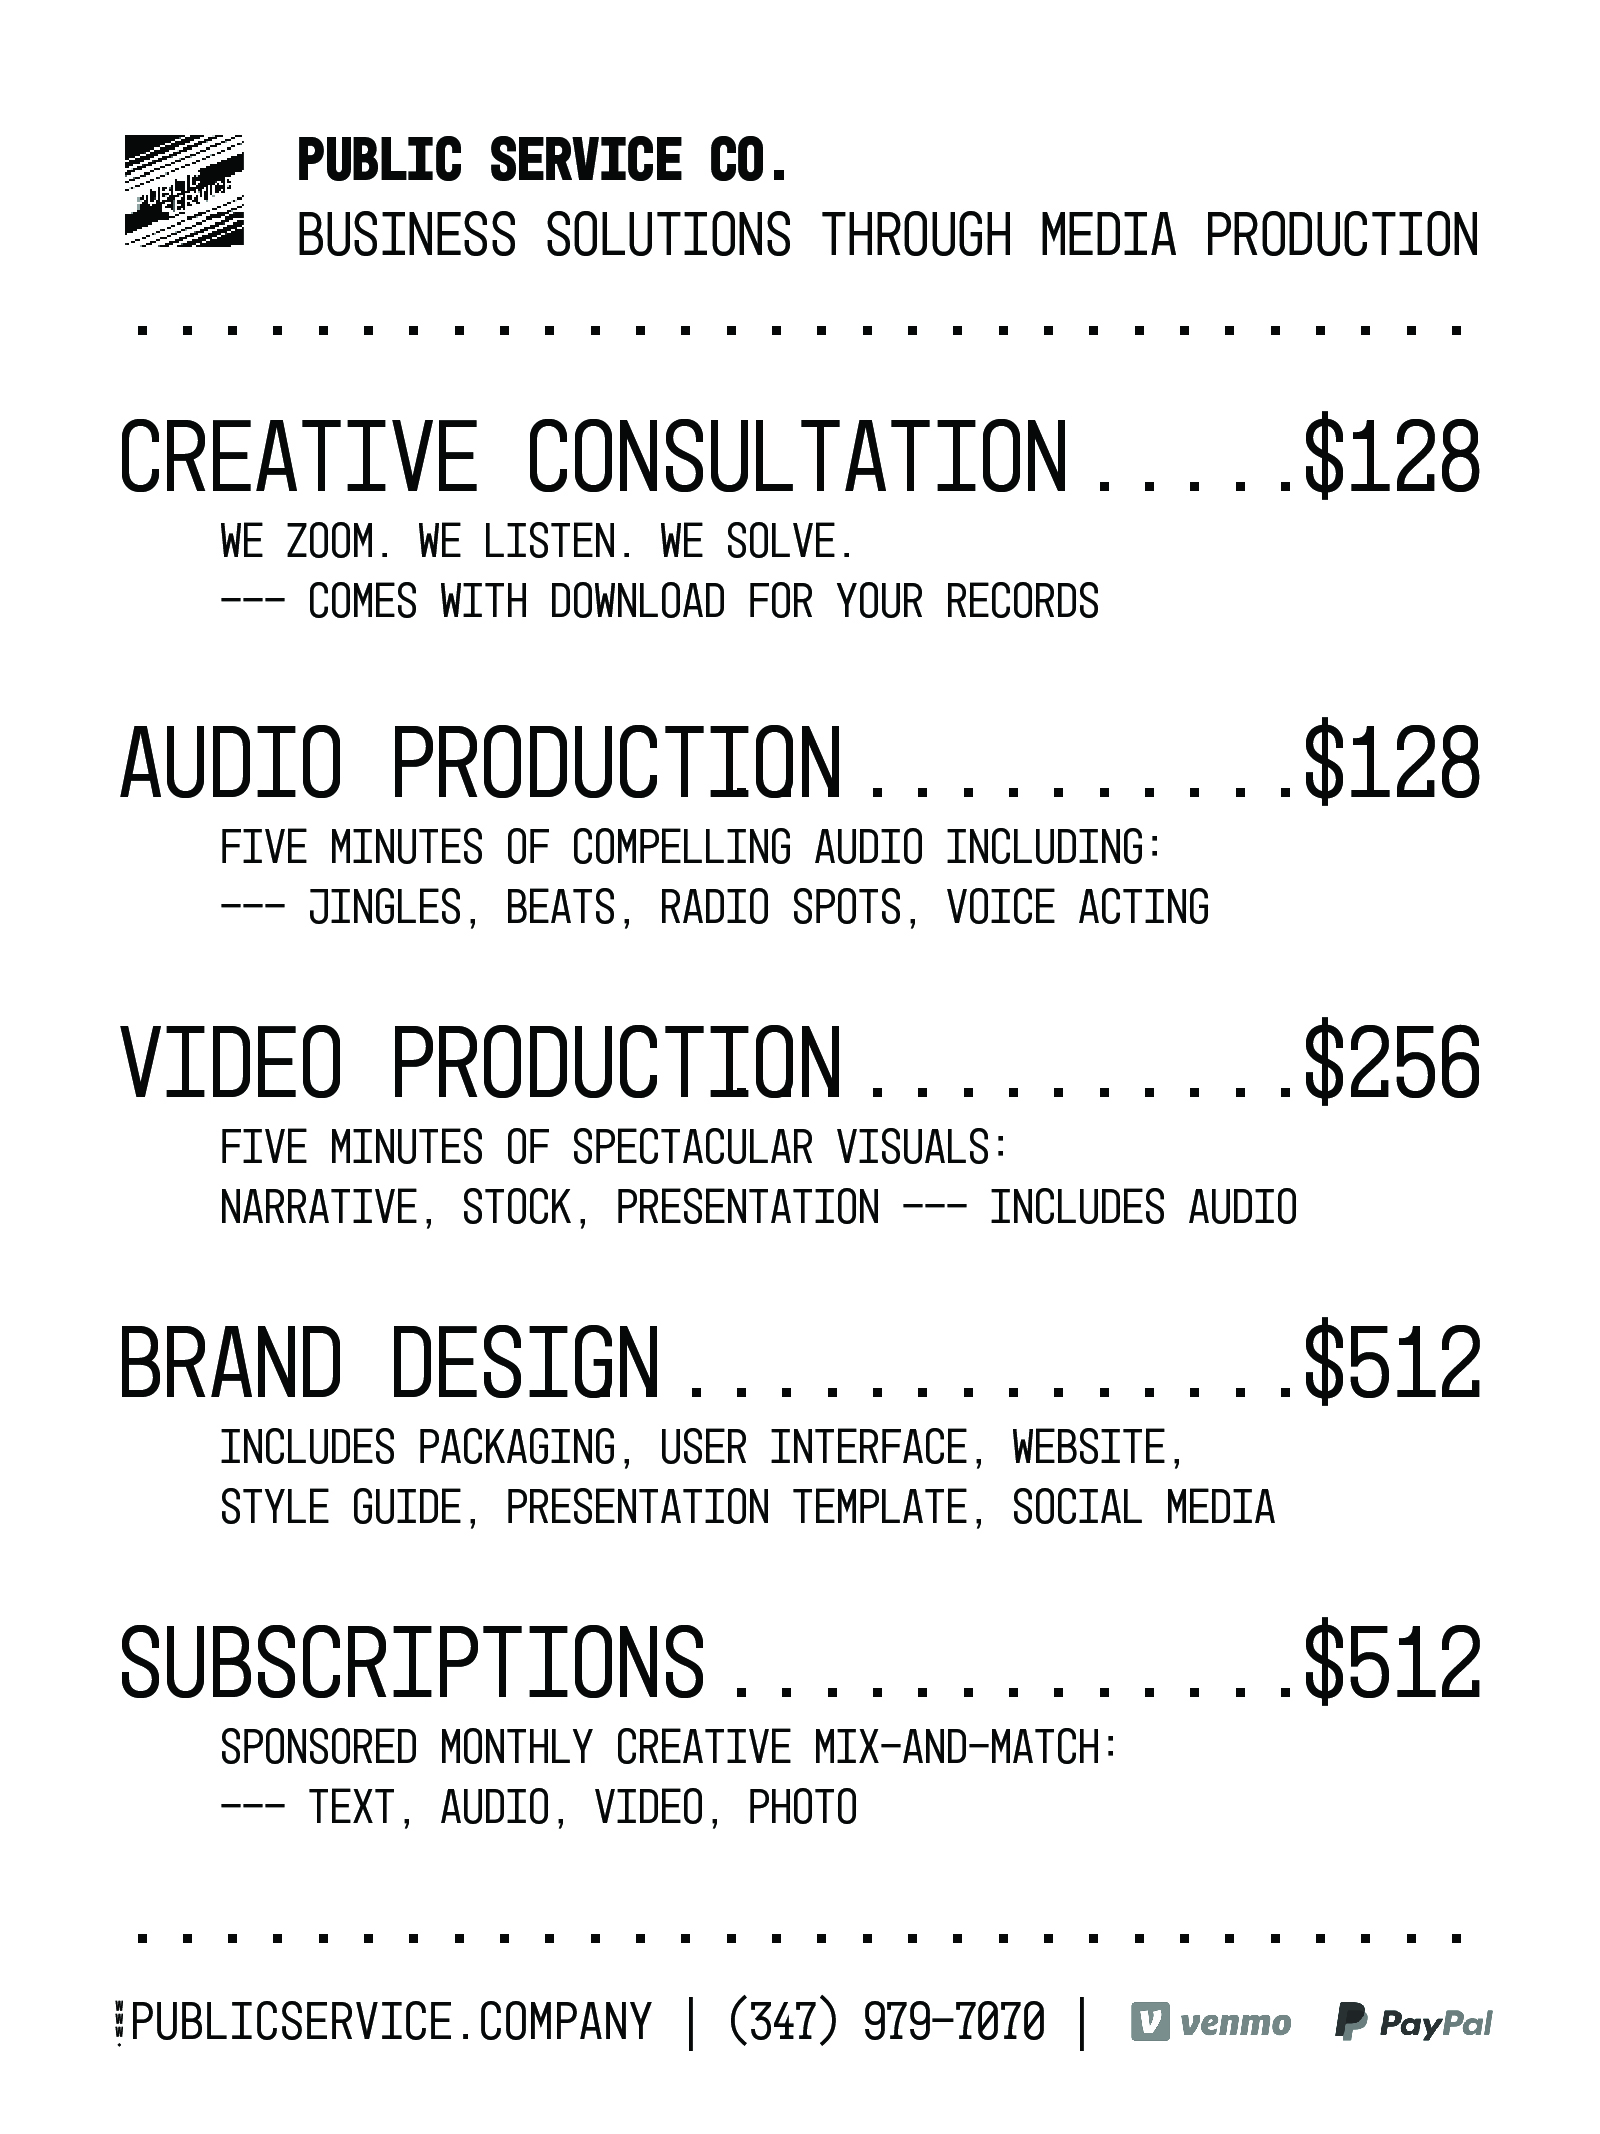 PUBLIC SERVICE
PUBLIC SERVICE CO.
BUSINESS SOLUTIONS THROUGH MEDIA PRODUCTION
CREATIVE CONSULTATION . . . . .$128
WE ZOOM. WE LISTEN. WE SOLVE.
--- COMES WITH DOWNLOAD FOR YOUR RECORDS
AUDIO PRODUCTION . . . . . . . . . .$128
FIVE MINUTES OF COMPELLING AUDIO INCLUDING:
--- JINGLES, BEATS, RADIO SPOTS, VOICE ACTING
VIDEO PRODUCTION . . . . . . . . . .$256
FIVE MINUTES OF SPECTACULAR VISUALS:
NARRATIVE, STOCK, PRESENTATION --- INCLUDES AUDIO
BRAND DESIGN . . . . . . . . . . . . . .$512
INCLUDES PACKAGING, USER INTERFACE, WEBSITE,
STYLE GUIDE, PRESENTATION TEMPLATE, SOCIAL MEDIA
SUBSCRIPTIONS . . . . . . . . . . . . .$512
SPONSORED MONTHLY CREATIVE MIX-AND-MATCH:
--- TEXT, AUDIO, VIDEO, PHOTO
WWW.PUBLICSERVICE.COMPANY | (347) 979-7070 | venmo PayPal